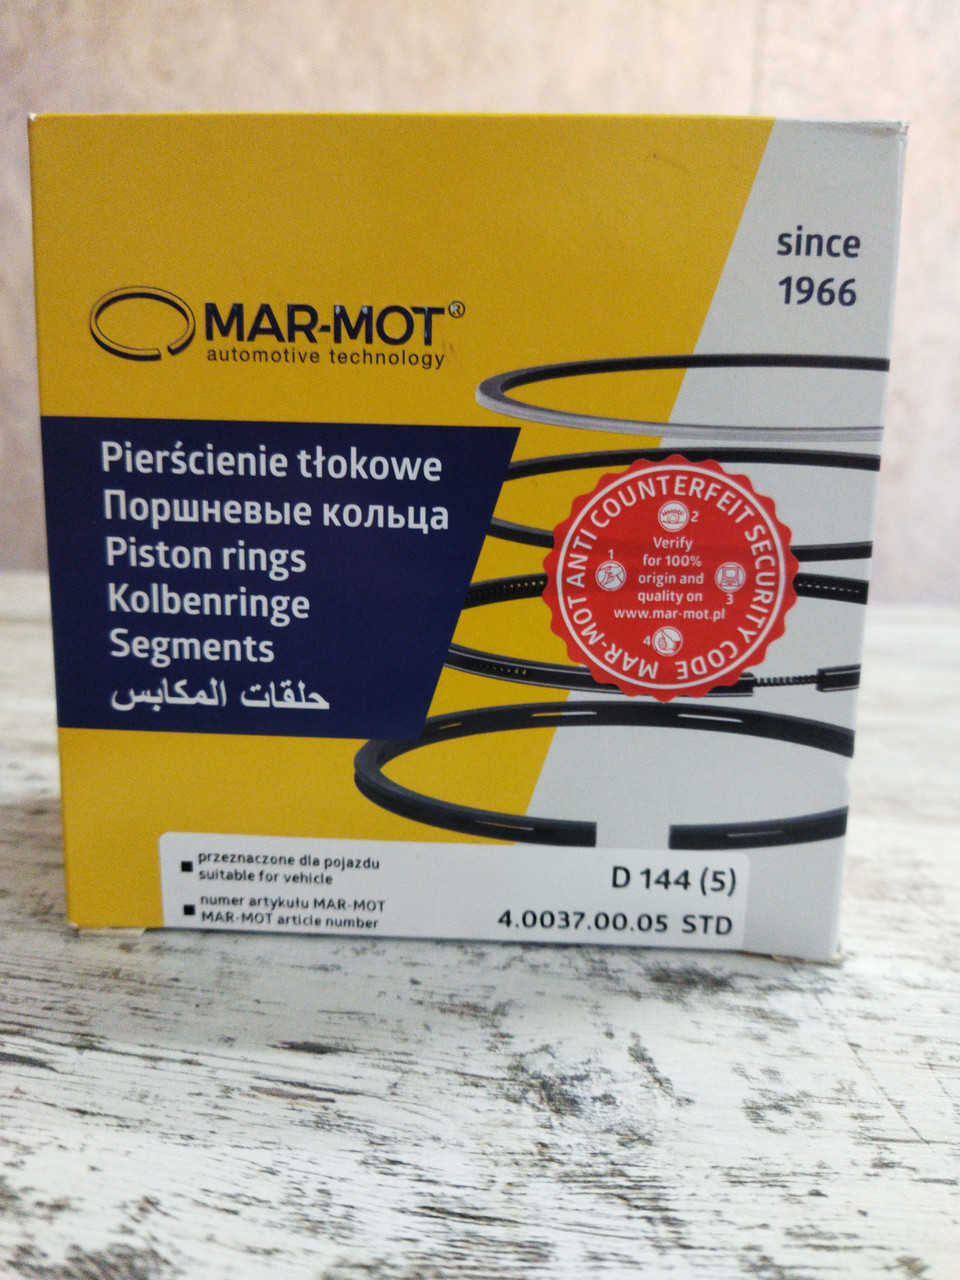 since
1966
MAR-MOT®
automotive technology
Pierścienie tłokowe
Поршневые кольца
Piston rings
Kolbenringe
Segments
حلقات المكابس
MAR-MOT ANTI COUNTERFEIT SECURITY CODE
1
2
3
4
Verify
for 100%
origin and
quality on
www.mar-mot.pl
przeznaczone dla pojazdu
suitable for vehicle
D 144 (5)
numer artykułu MAR-MOT
MAR-MOT article number
4.0037.00.05 STD